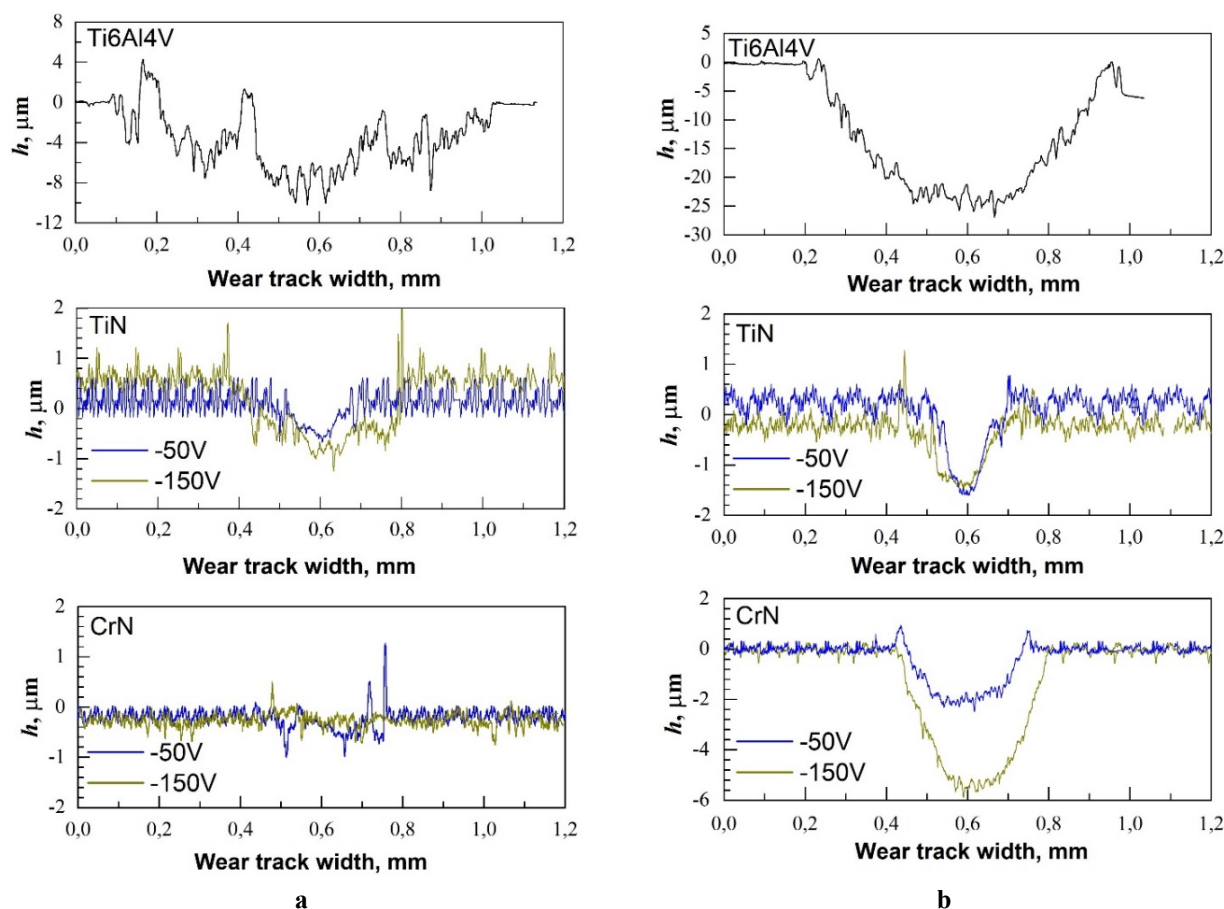 Ti6Al4V
8
4
0
-4
-8
-12
h, μm
0,0 0,2 0,4 0,6 0,8 1,0 1,2
Wear track width, mm
TiN
2
1
0
-1
-2
h, μm
-50V
-150V
0,0 0,2 0,4 0,6 0,8 1,0 1,2
Wear track width, mm
CrN
2
1
0
-1
-2
h, μm
-50V
-150V
0,0 0,2 0,4 0,6 0,8 1,0 1,2
Wear track width, mm
a
Ti6Al4V
5
0
-5
-10
-15
-20
-25
-30
h, μm
0,0 0,2 0,4 0,6 0,8 1,0 1,2
Wear track width, mm
TiN
2
1
0
-1
-2
h, μm
-50V
-150V
0,0 0,2 0,4 0,6 0,8 1,0 1,2
Wear track width, mm
CrN
2
0
-2
-4
-6
h, μm
-50V
-150V
0,0 0,2 0,4 0,6 0,8 1,0 1,2
Wear track width, mm
b